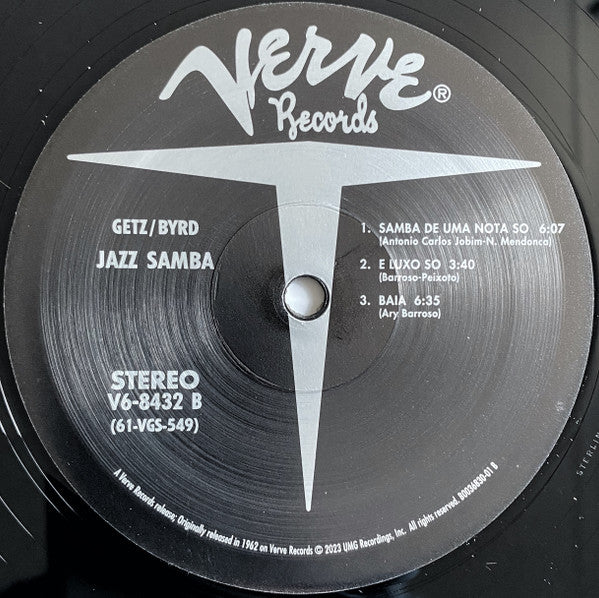 VERVE®
Records
GETZ/BYRD
JAZZ SAMBA
1. SAMBA DE UMA NOTA SO 6:07
(Antonio Carlos Jobim-N. Mendonca)
2. E LUXO SO 3:40
(Barroso-Peixoto)
3. BAIA 6:35
(Ary Barroso)
STEREO
V6-8432 B
(61-VGS-549)
A Verve Records release; Originally released in 1962 on Verve Records © 2023 UMG Recordings, Inc. All rights reserved. B0036830-01 B